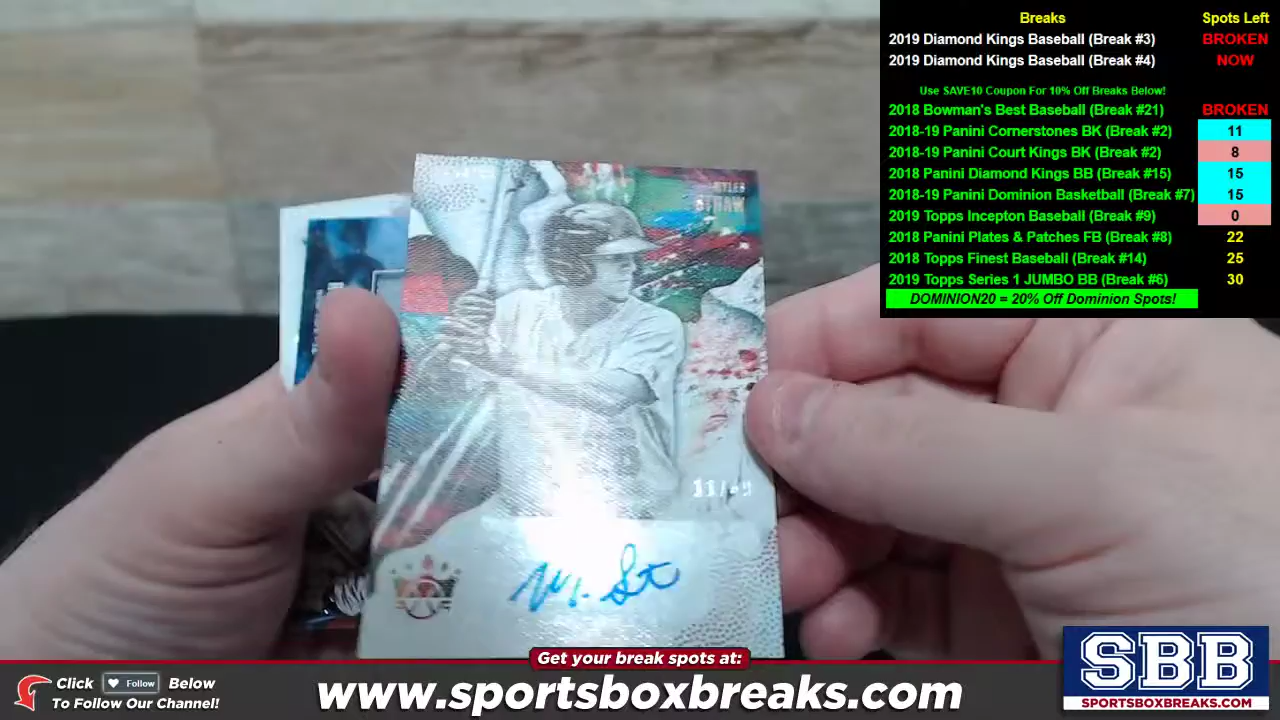 Breaks Spots Left
2019 Diamond Kings Baseball (Break #3) BROKEN
2019 Diamond Kings Baseball (Break #4) NOW
Use SAVE10 Coupon For 10% Off Breaks Below!
2018 Bowman's Best Baseball (Break #21) BROKEN
2018-19 Panini Cornerstones BK (Break #2) 11
2018-19 Panini Court Kings BK (Break #2) 8
2018 Panini Diamond Kings BB (Break #15) 15
2018-19 Panini Dominion Basketball (Break #7) 15
2019 Topps Incepton Baseball (Break #9) 0
2018 Panini Plates & Patches FB (Break #8) 22
2018 Topps Finest Baseball (Break #14) 25
2019 Topps Series 1 JUMBO BB (Break #6) 30
DOMINION20 = 20% Off Dominion Spots!
MYLES
STRAW
M. St
Get your break spots at:
Click Follow Below
To Follow Our Channel!
www.sportsboxbreaks.com
SBB
SPORTSBOXBREAKS.COM